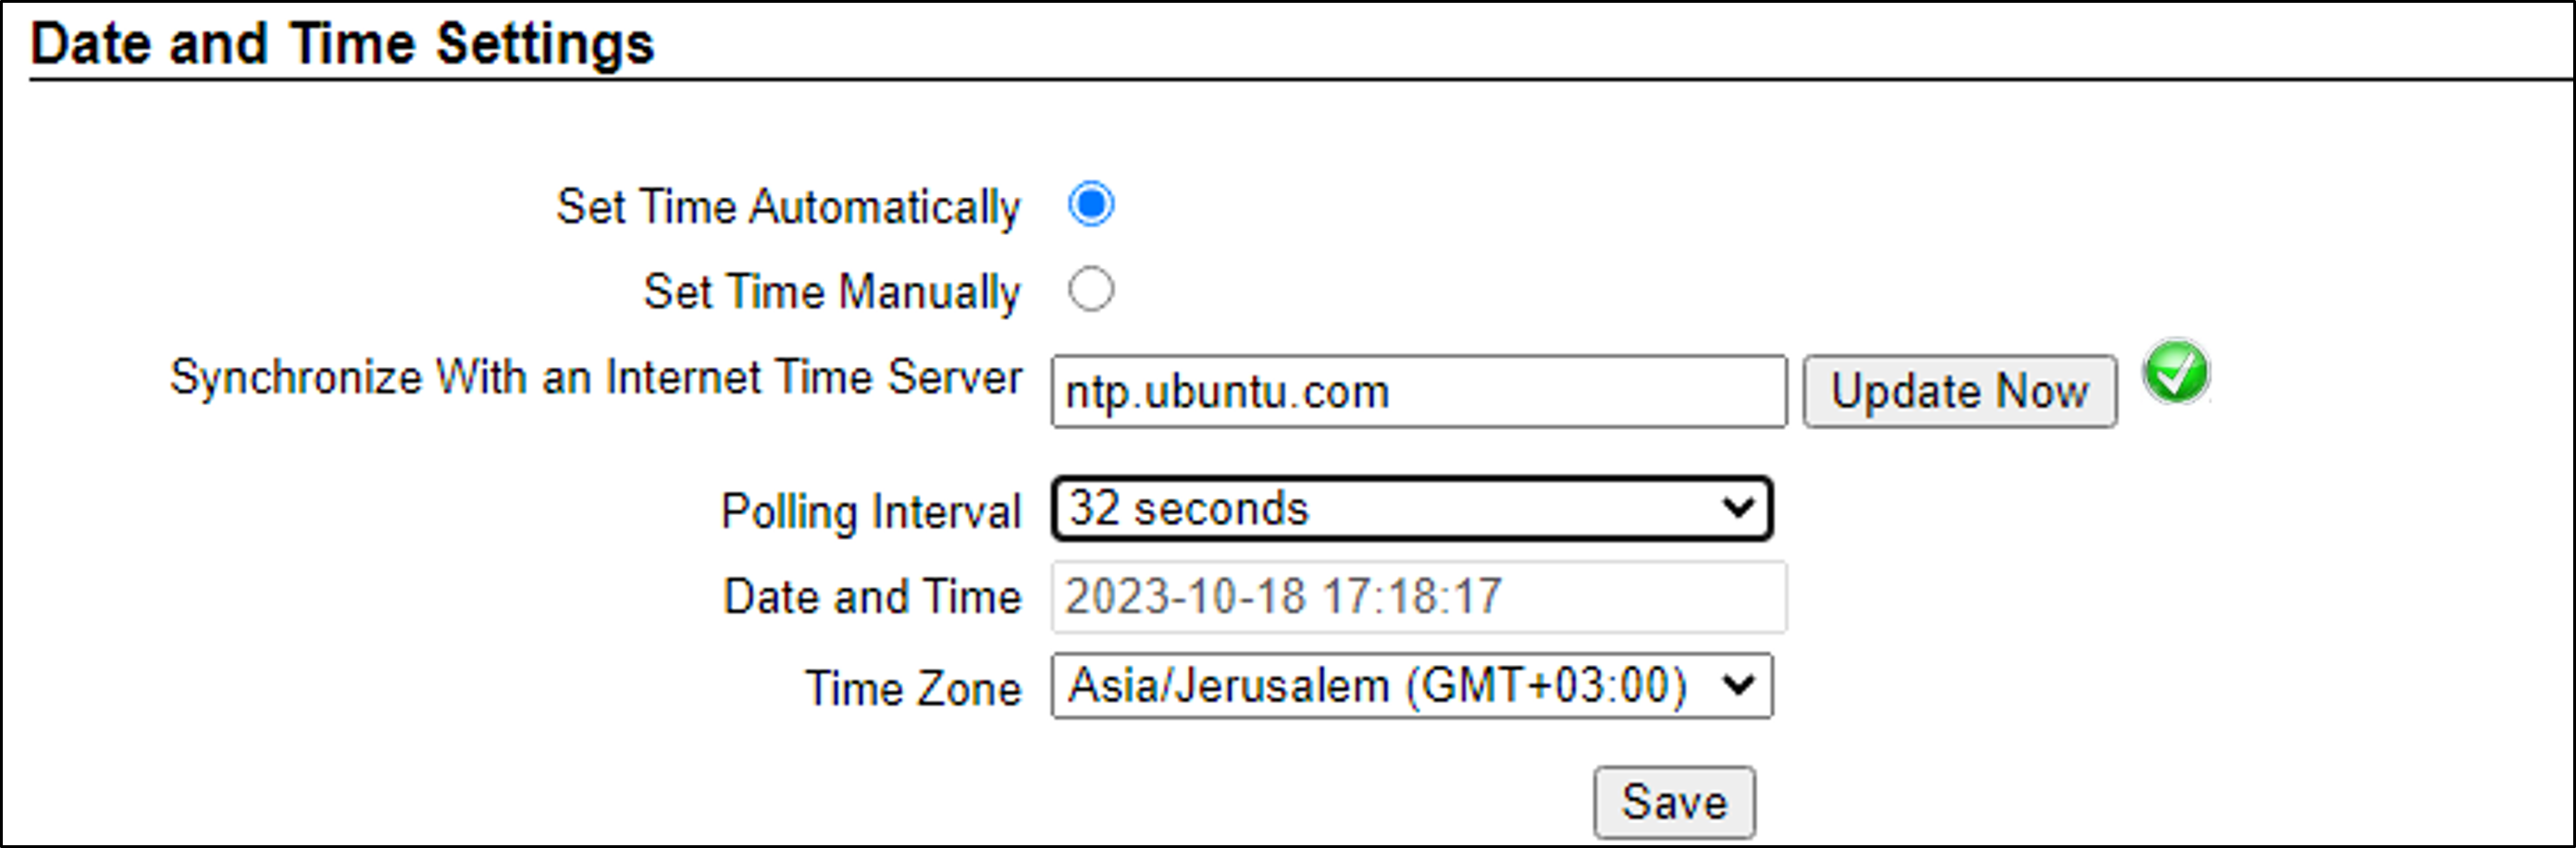 Date and Time Settings
Set Time Automatically
Set Time Manually
Synchronize With an Internet Time Server ntp.ubuntu.com Update Now
Polling Interval 32 seconds
Date and Time 2023-10-18 17:18:17
Time Zone Asia/Jerusalem (GMT+03:00)
Save